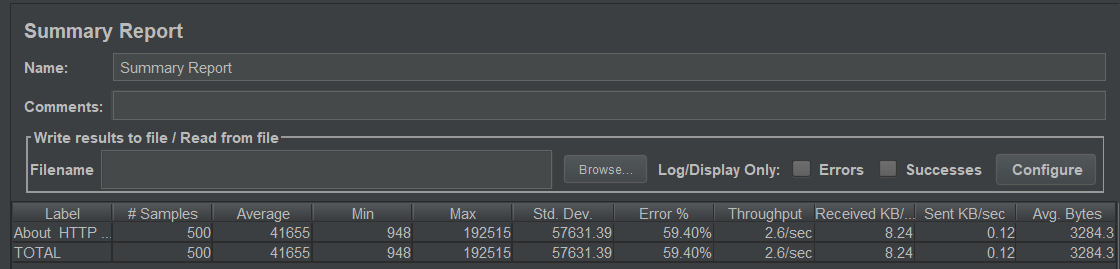 Summary Report
Name: Summary Report
Comments:
Write results to file / Read from file
Filename Browse... Log/Display Only: Errors Successes Configure
Label # Samples Average Min Max Std. Dev. Error % Throughput Received KB/... Sent KB/sec Avg. Bytes
About HTTP ... 500 41655 948 192515 57631.39 59.40% 2.6/sec 8.24 0.12 3284.3
TOTAL 500 41655 948 192515 57631.39 59.40% 2.6/sec 8.24 0.12 3284.3